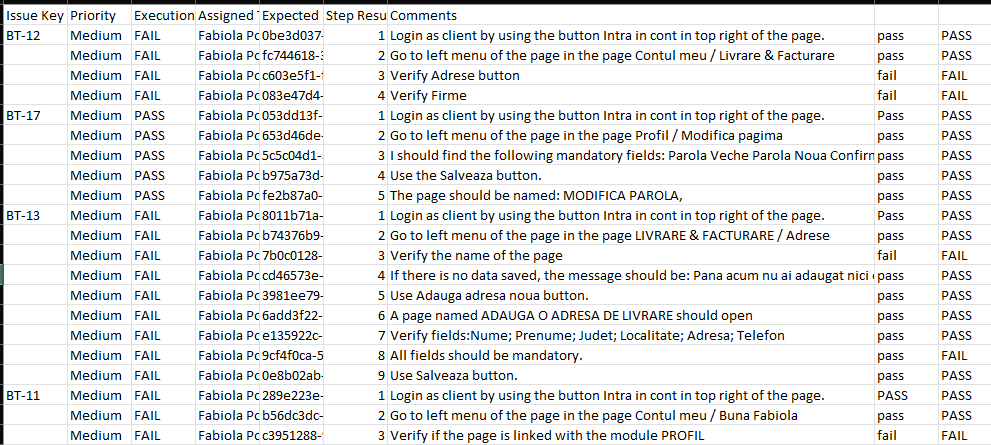 Issue Key Priority Execution Assigned Expected Step Resu Comments
BT-12 Medium FAIL Fabiola Pc 0be3d037- 1 Login as client by using the button Intra in cont in top right of the page. pass PASS
Medium FAIL Fabiola Pc fc744618- 2 Go to left menu of the page in the page Contul meu / Livrare & Facturare pass PASS
Medium FAIL Fabiola Pc c603e5f1- 3 Verify Adrese button fail FAIL
Medium FAIL Fabiola Pc 083e47d4- 4 Verify Firme fail FAIL
BT-17 Medium PASS Fabiola Pc 053dd13f- 1 Login as client by using the button Intra in cont in top right of the page. pass PASS
Medium PASS Fabiola Pc 653d46de- 2 Go to left menu of the page in the page Profil / Modifica pagima pass PASS
Medium PASS Fabiola Pc 5c5c04d1- 3 I should find the following mandatory fields: Parola Veche Parola Noua Confirm pass PASS
Medium PASS Fabiola Pc b975a73d- 4 Use the Salveaza button. pass PASS
Medium PASS Fabiola Pc fe2b87a0- 5 The page should be named: MODIFICA PAROLA, pass PASS
BT-13 Medium FAIL Fabiola Pc 8011b71a- 1 Login as client by using the button Intra in cont in top right of the page. Pass PASS
Medium FAIL Fabiola Pc b74376b9- 2 Go to left menu of the page in the page LIVRARE & FACTURARE / Adrese pass PASS
Medium FAIL Fabiola Pc 7b0c0128- 3 Verify the name of the page fail FAIL
Medium FAIL Fabiola Pc cd46573e- 4 If there is no data saved, the message should be: Pana acum nu ai adaugat nici pass PASS
Medium FAIL Fabiola Pc 3981ee79- 5 Use Adauga adresa noua button. pass PASS
Medium FAIL Fabiola Pc 6add3f22- 6 A page named ADAUGA O ADRESA DE LIVRARE should open pass PASS
Medium FAIL Fabiola Pc e135922c- 7 Verify fields:Nume; Prenume; Judet; Localitate; Adresa; Telefon pass PASS
Medium FAIL Fabiola Pc 9cf4f0ca-5 8 All fields should be mandatory. pass FAIL
Medium FAIL Fabiola Pc 0e8b02ab- 9 Use Salveaza button. pass PASS
BT-11 Medium FAIL Fabiola Pc 289e223e- 1 Login as client by using the button Intra in cont in top right of the page. PASS PASS
Medium FAIL Fabiola Pc b56dc3dc- 2 Go to left menu of the page in the page Contul meu / Buna Fabiola pass PASS
Medium FAIL Fabiola Pc c3951288- 3 Verify if the page is linked with the module PROFIL fail FAIL